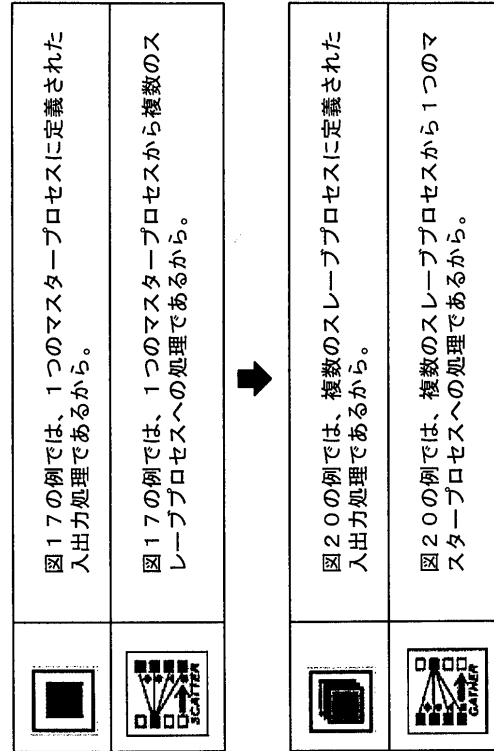 図17の例では、1つのマスタープロセスに定義された
入出力処理であるから。
SCATTER
図17の例では、1つのマスタープロセスから複数のス
レーブプロセスへの処理であるから。
図20の例では、複数のスレーブプロセスに定義された
入出力処理であるから。
GATHER
図20の例では、複数のスレーブプロセスから1つのマ
スタープロセスへの処理であるから。